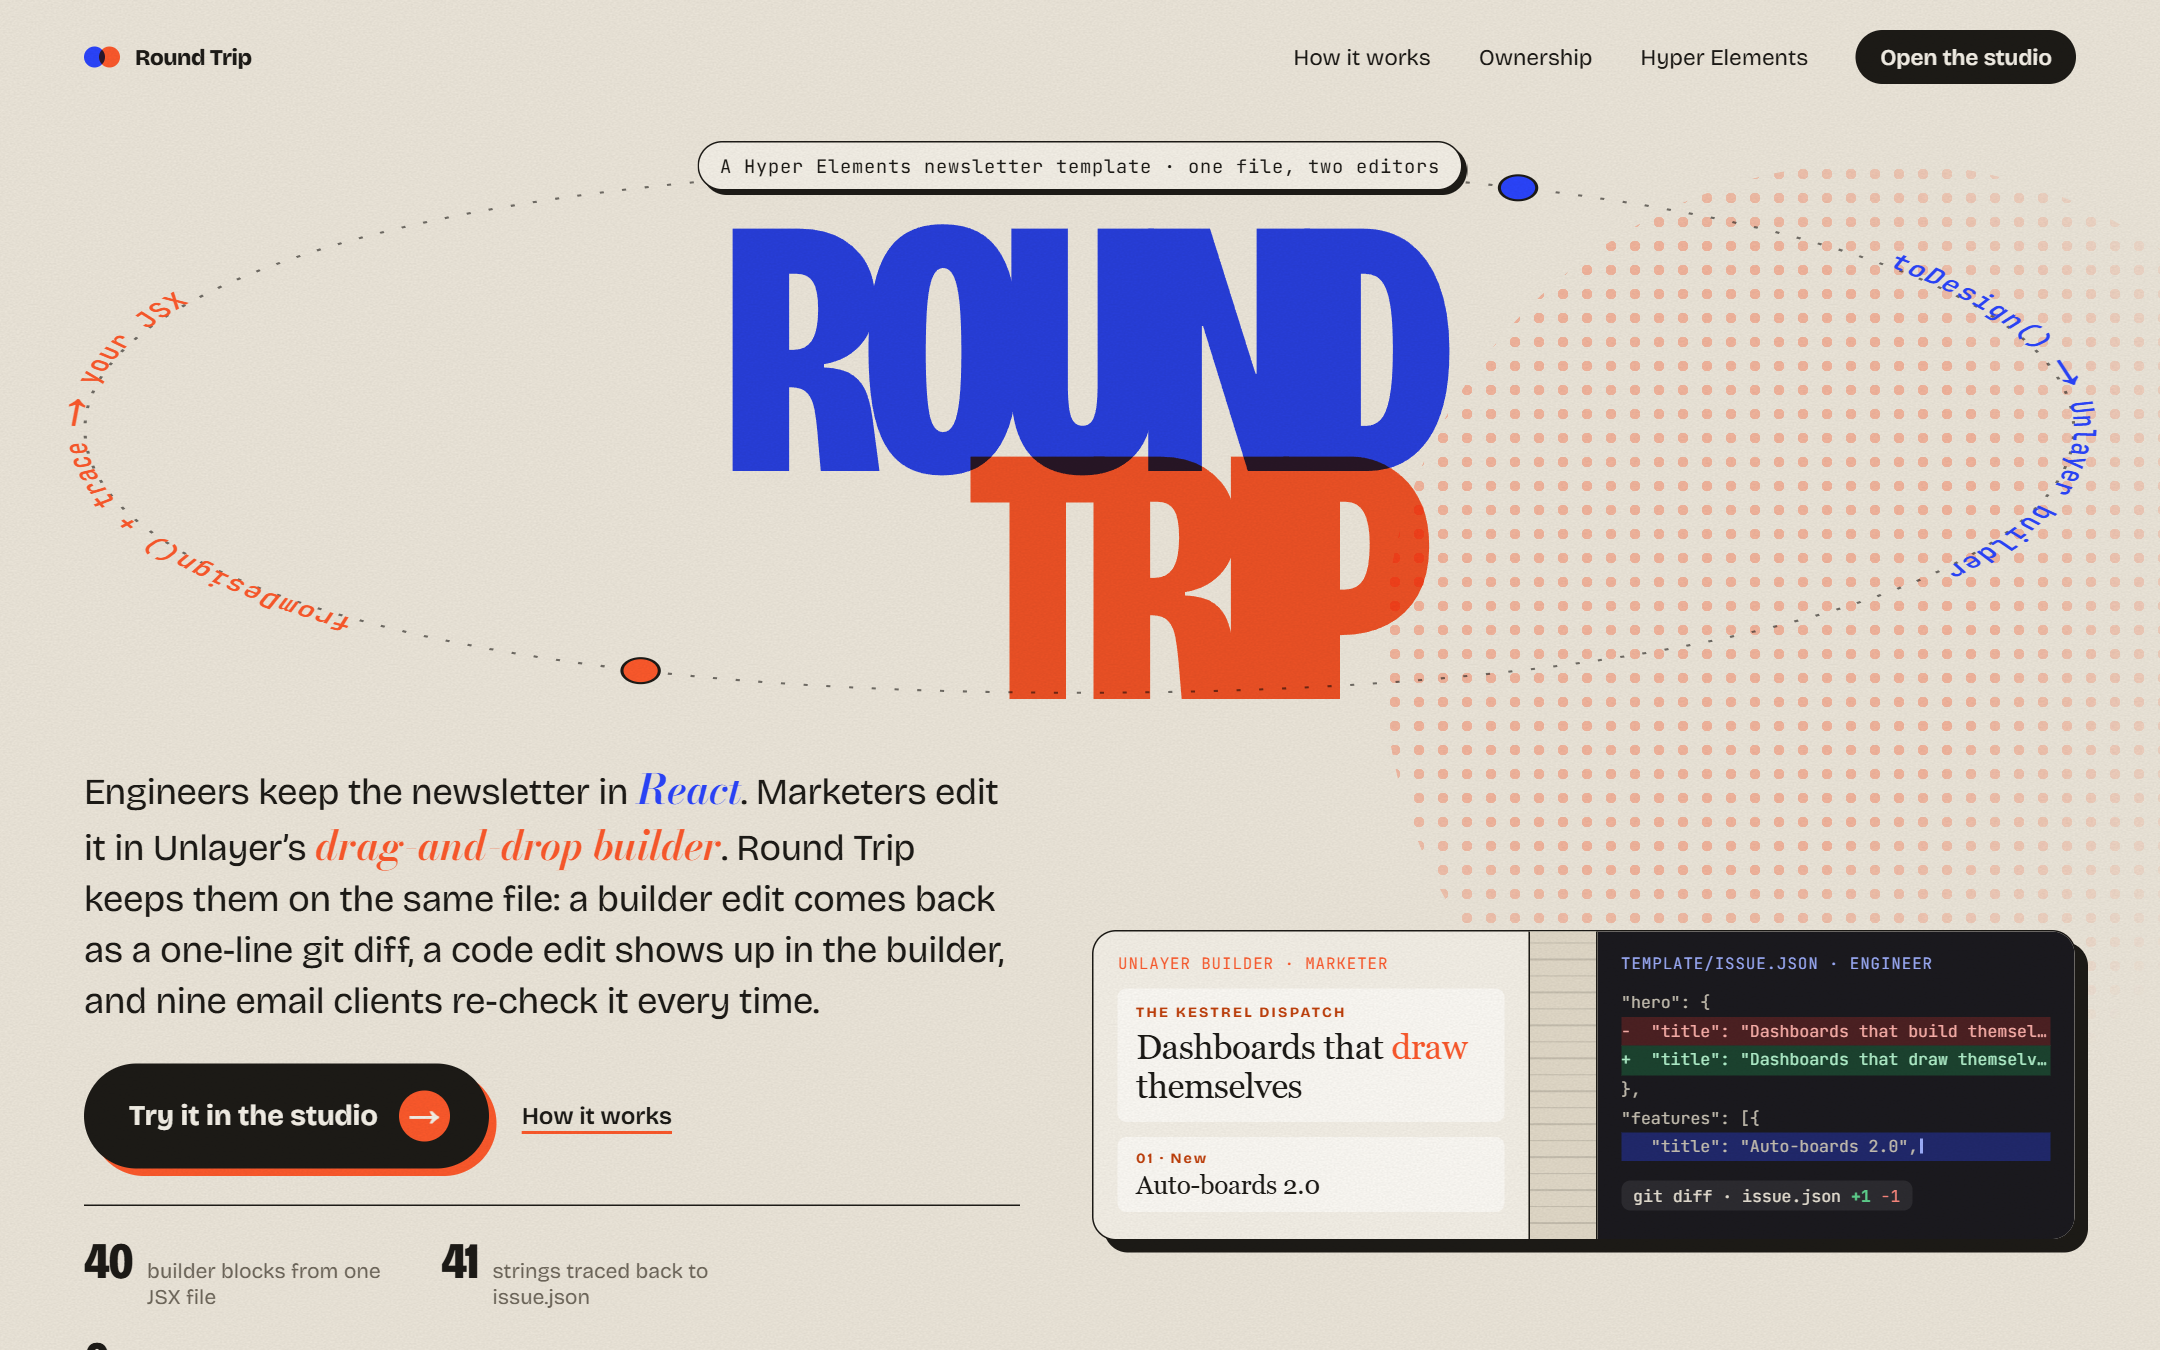 Round Trip
How it works
Ownership
Hyper Elements
Open the studio
A Hyper Elements newsletter template · one file, two editors
ROUND
TRIP
toDesign() → Unlayer builder
fromDesign() + trace → your JSX
Engineers keep the newsletter in React. Marketers edit
it in Unlayer’s drag-and-drop builder. Round Trip
keeps them on the same file: a builder edit comes back
as a one-line git diff, a code edit shows up in the builder,
and nine email clients re-check it every time.
Try it in the studio →
How it works
40 builder blocks from one
JSX file
41 strings traced back to
issue.json
UNLAYER BUILDER · MARKETER
THE KESTREL DISPATCH
Dashboards that draw
themselves
01 · New
Auto-boards 2.0
TEMPLATE/ISSUE.JSON · ENGINEER
"hero": {
- "title": "Dashboards that build themsel…
+ "title": "Dashboards that draw themselv…
},
"features": [{
"title": "Auto-boards 2.0",
git diff · issue.json +1 -1